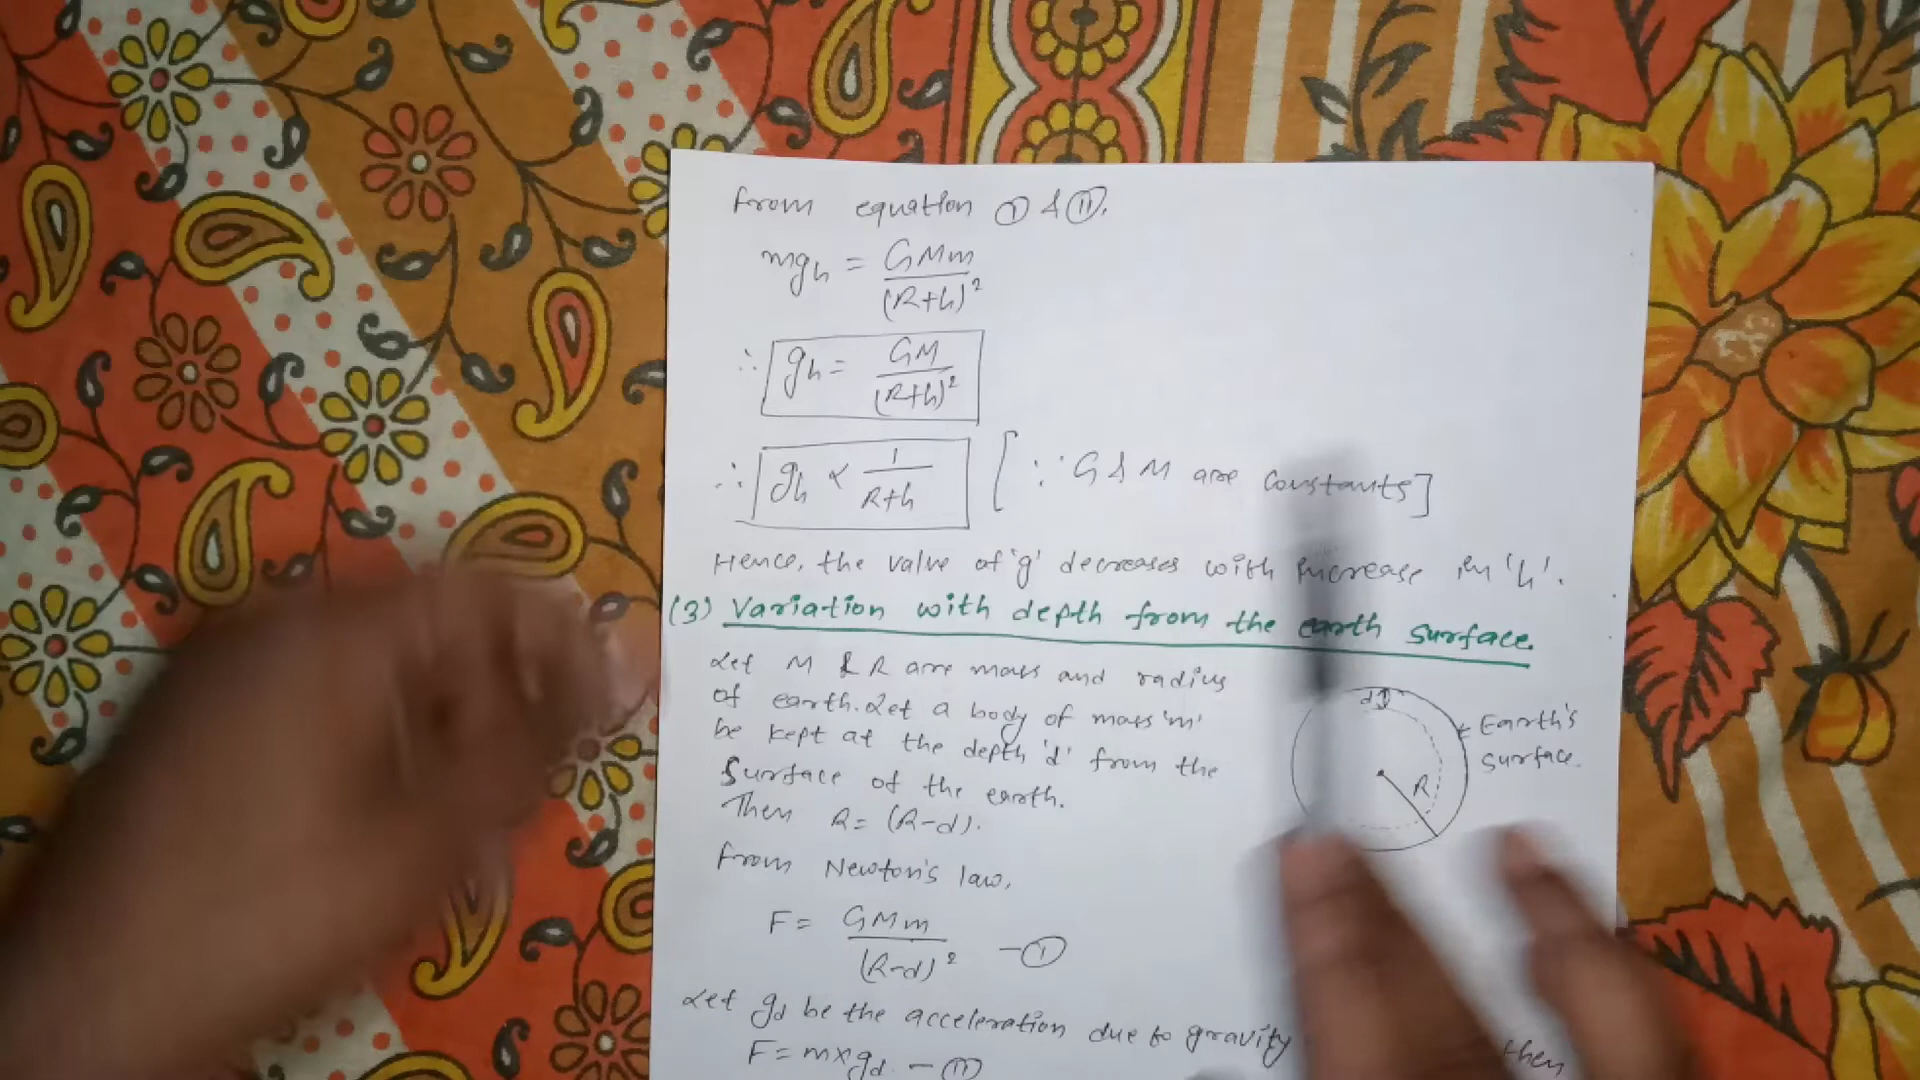 From equation (I) & (II),
mgh = GMm/(R+h)²
∴ gh = GM/(R+h)²
∴ gh ∝ 1/R+h [∵ G & M are constants]
Hence, the value of 'g' decreases with increase in 'h'.
(3) Variation with depth from the earth surface.
Let M & R are mass and radius
of earth. Let a body of mass 'm'
be kept at the depth 'd' from the
surface of the earth.
Then R = (R-d).
d
R
Earth's
surface.
From Newton's law,
F = GMm/(R-d)² - (I)
Let gd be the acceleration due to gravity then
F = m×gd. - (II)